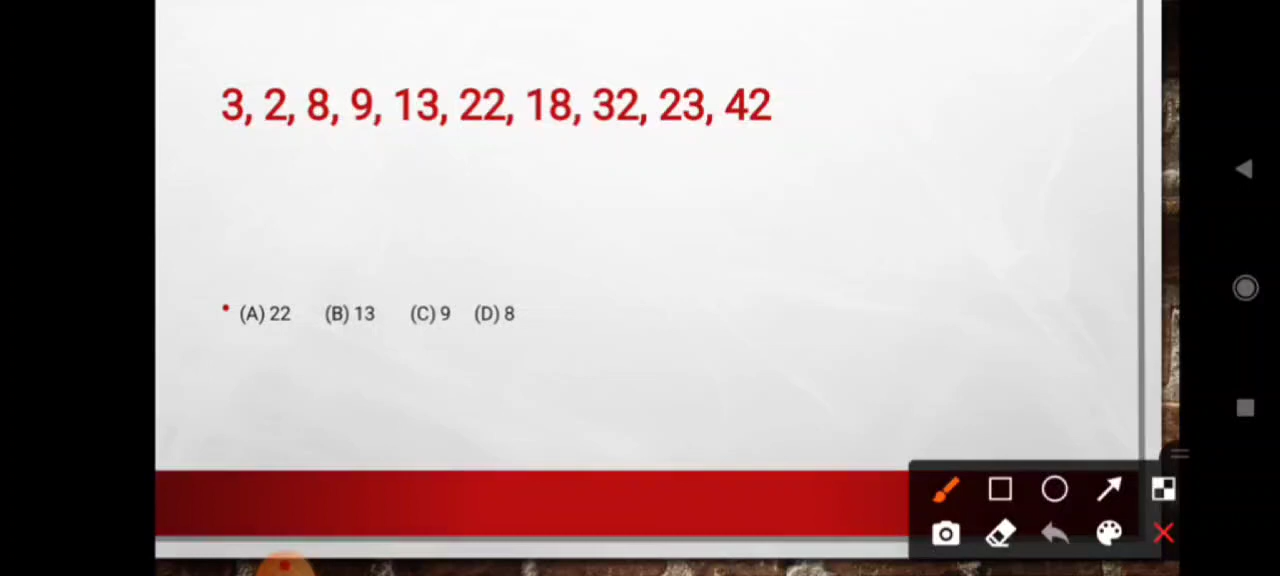 3, 2, 8, 9, 13, 22, 18, 32, 23, 42
• (A) 22 (B) 13 (C) 9 (D) 8